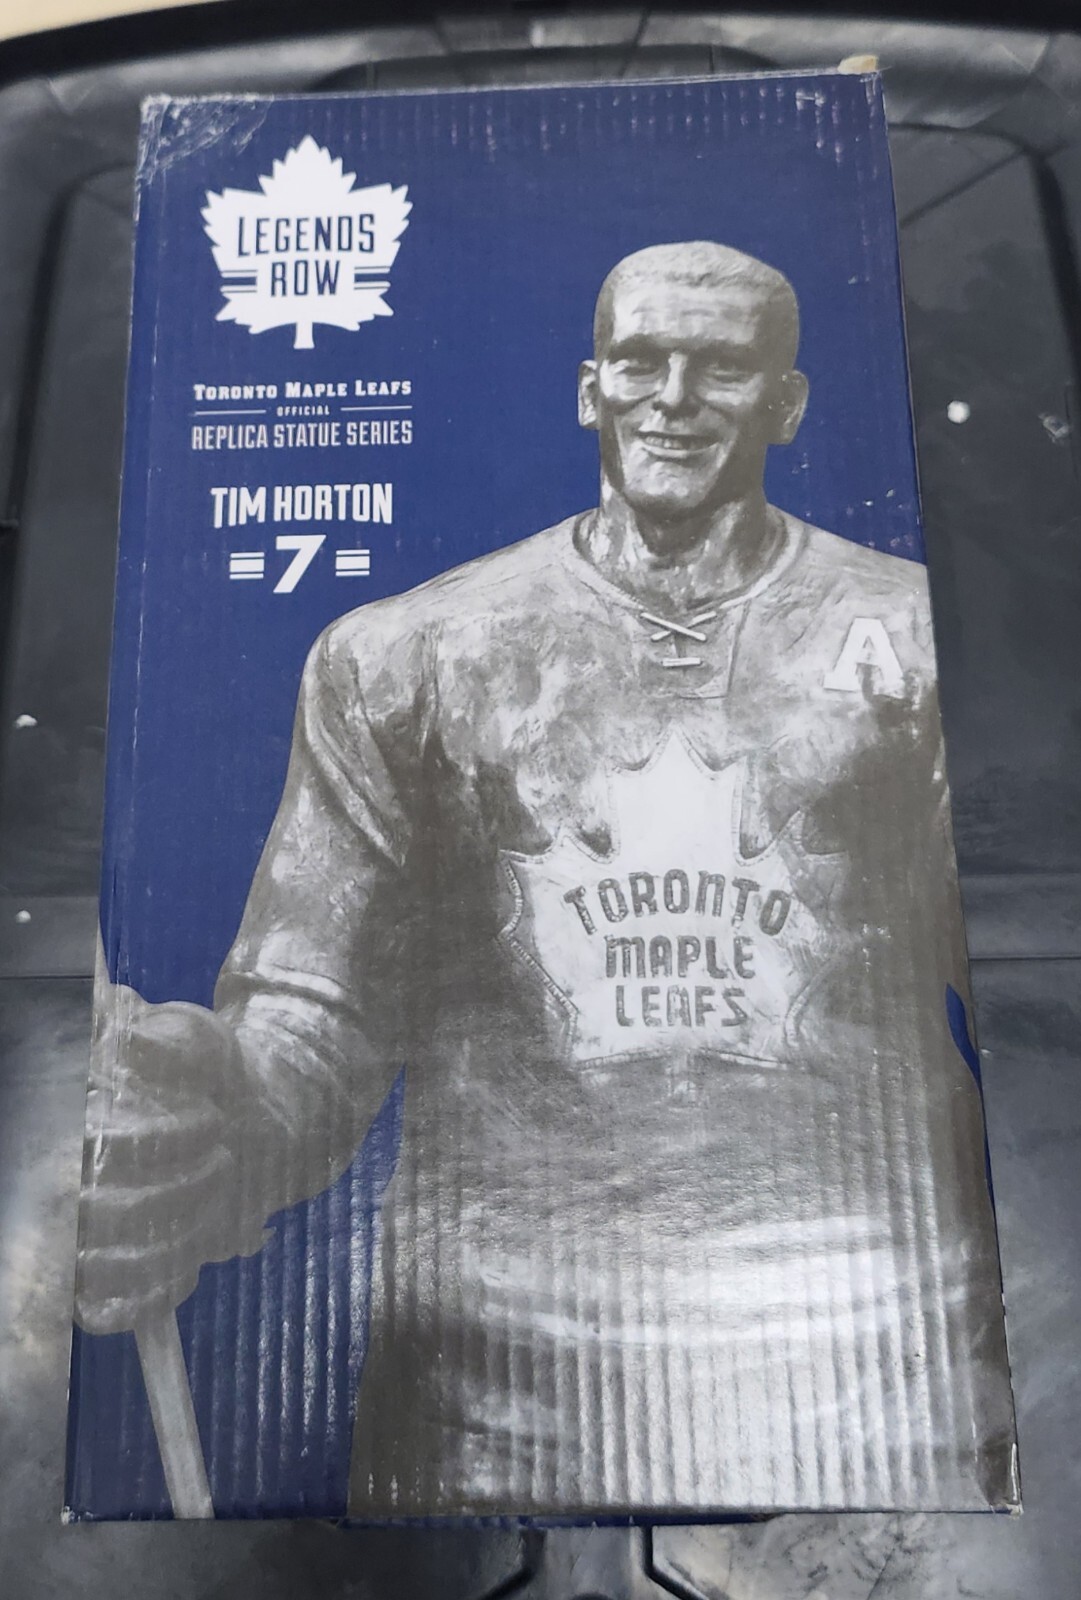 LEGENDS
ROW
TORONTO MAPLE LEAFS
OFFICIAL
REPLICA STATUE SERIES
TIM HORTON
7
A
TORONTO
MAPLE
LEAFS